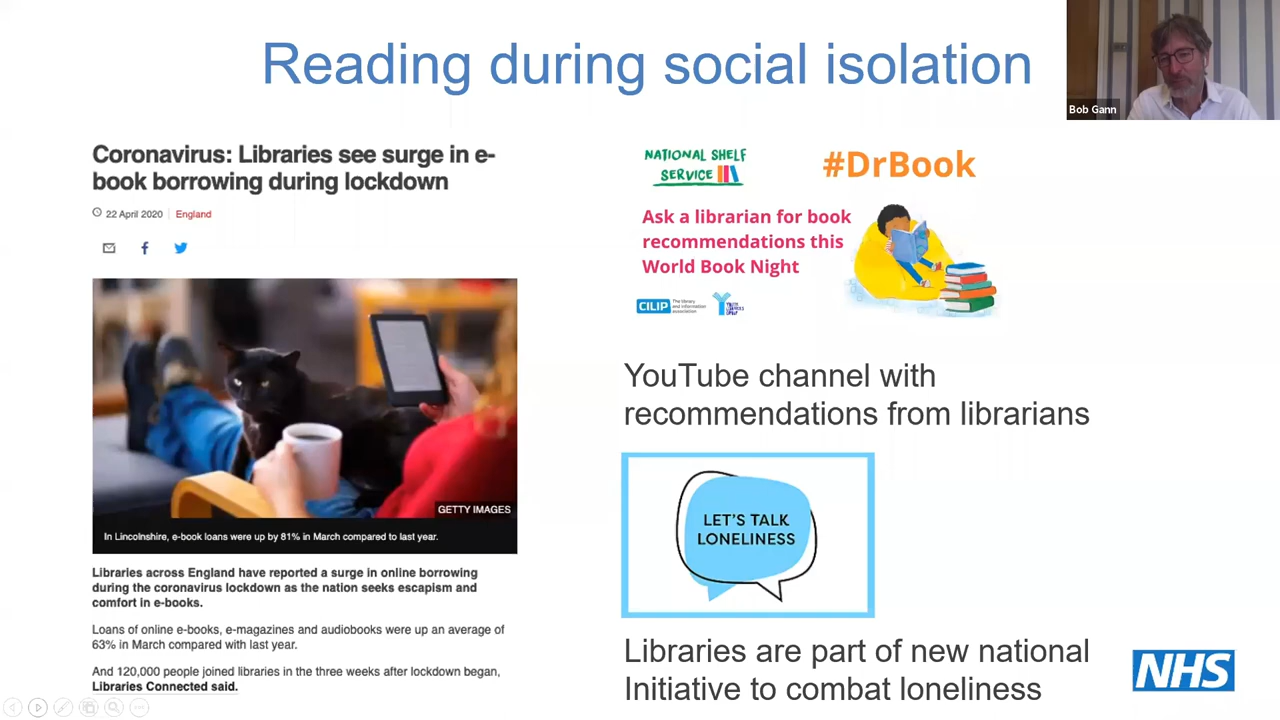 Reading during social isolation
Bob Gann
Coronavirus: Libraries see surge in e-
book borrowing during lockdown
22 April 2020
England
GETTY IMAGES
In Lincolnshire, e-book loans were up by 81% in March compared to last year.
Libraries across England have reported a surge in online borrowing
during the coronavirus lockdown as the nation seeks escapism and
comfort in e-books.
Loans of online e-books, e-magazines and audiobooks were up an average of
63% in March compared with last year.
And 120,000 people joined libraries in the three weeks after lockdown began,
Libraries Connected said.
NATIONAL SHELF
SERVICE
#DrBook
Ask a librarian for book
recommendations this
World Book Night
CILIP
The library
and information
association
YouTube channel with
recommendations from librarians
LET'S TALK
LONELINESS
Libraries are part of new national
Initiative to combat loneliness
NHS